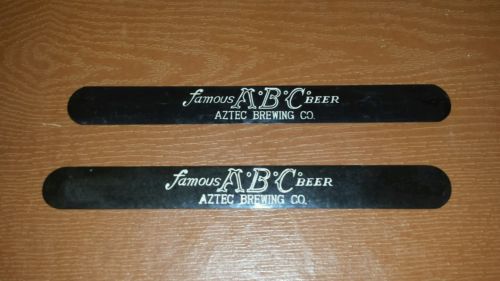 famous A·B·C· BEER
AZTEC BREWING CO.
famous A·B·C· BEER
AZTEC BREWING CO.